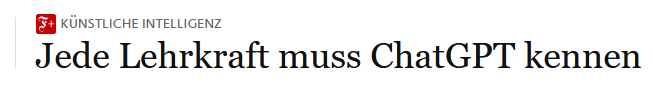 F+ KÜNSTLICHE INTELLIGENZ
Jede Lehrkraft muss ChatGPT kennen